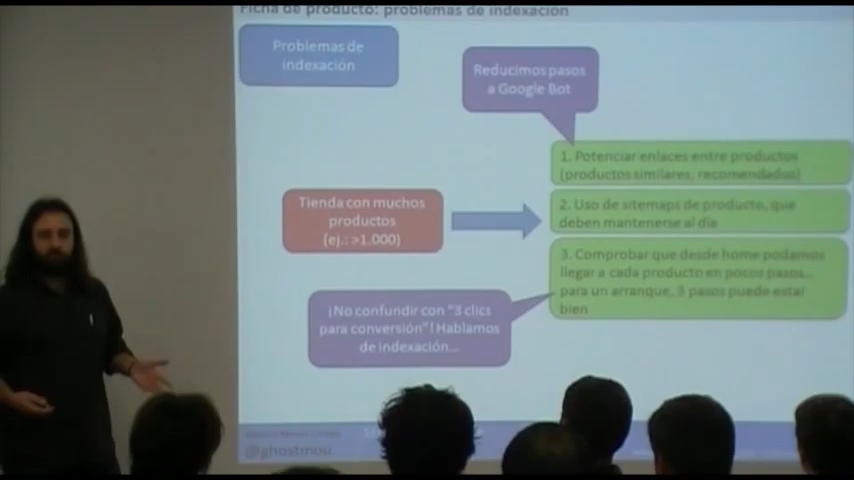 Ficha de producto: problemas de indexación
Problemas de
indexación
Reducimos pasos
a Google Bot
1. Potenciar enlaces entre productos
(productos similares, recomendados)
Tienda con muchos
productos
(ej.: >1.000)
2. Uso de sitemaps de producto, que
deben mantenerse al día
3. Comprobar que desde home podamos
llegar a cada producto en pocos pasos...
para un arranque, 3 pasos puede estar
bien
¡No confundir con "3 clics
para conversión"! Hablamos
de indexación...
@ghostmou